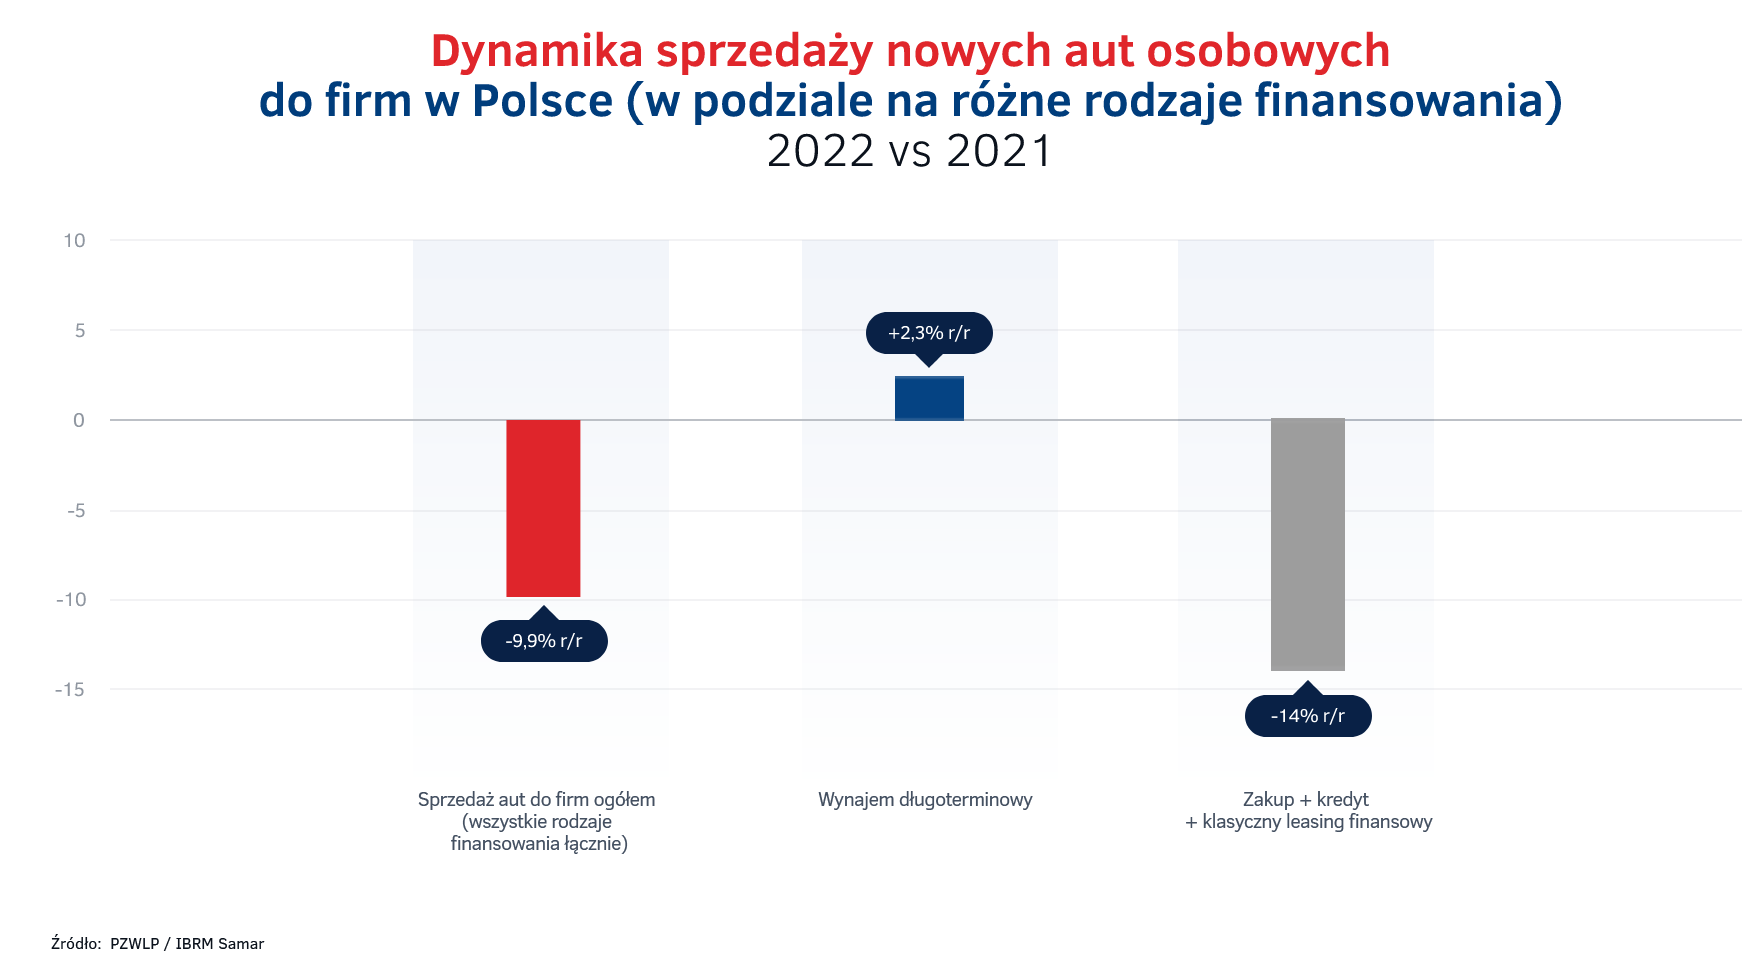 Dynamika sprzedaży nowych aut osobowych
do firm w Polsce (w podziale na różne rodzaje finansowania)
2022 vs 2021
10
5
0
-5
-10
-15
-9,9% r/r
+2,3% r/r
-14% r/r
Sprzedaż aut do firm ogółem
(wszystkie rodzaje
finansowania łącznie)
Wynajem długoterminowy
Zakup + kredyt
+ klasyczny leasing finansowy
Źródło: PZWLP / IBRM Samar